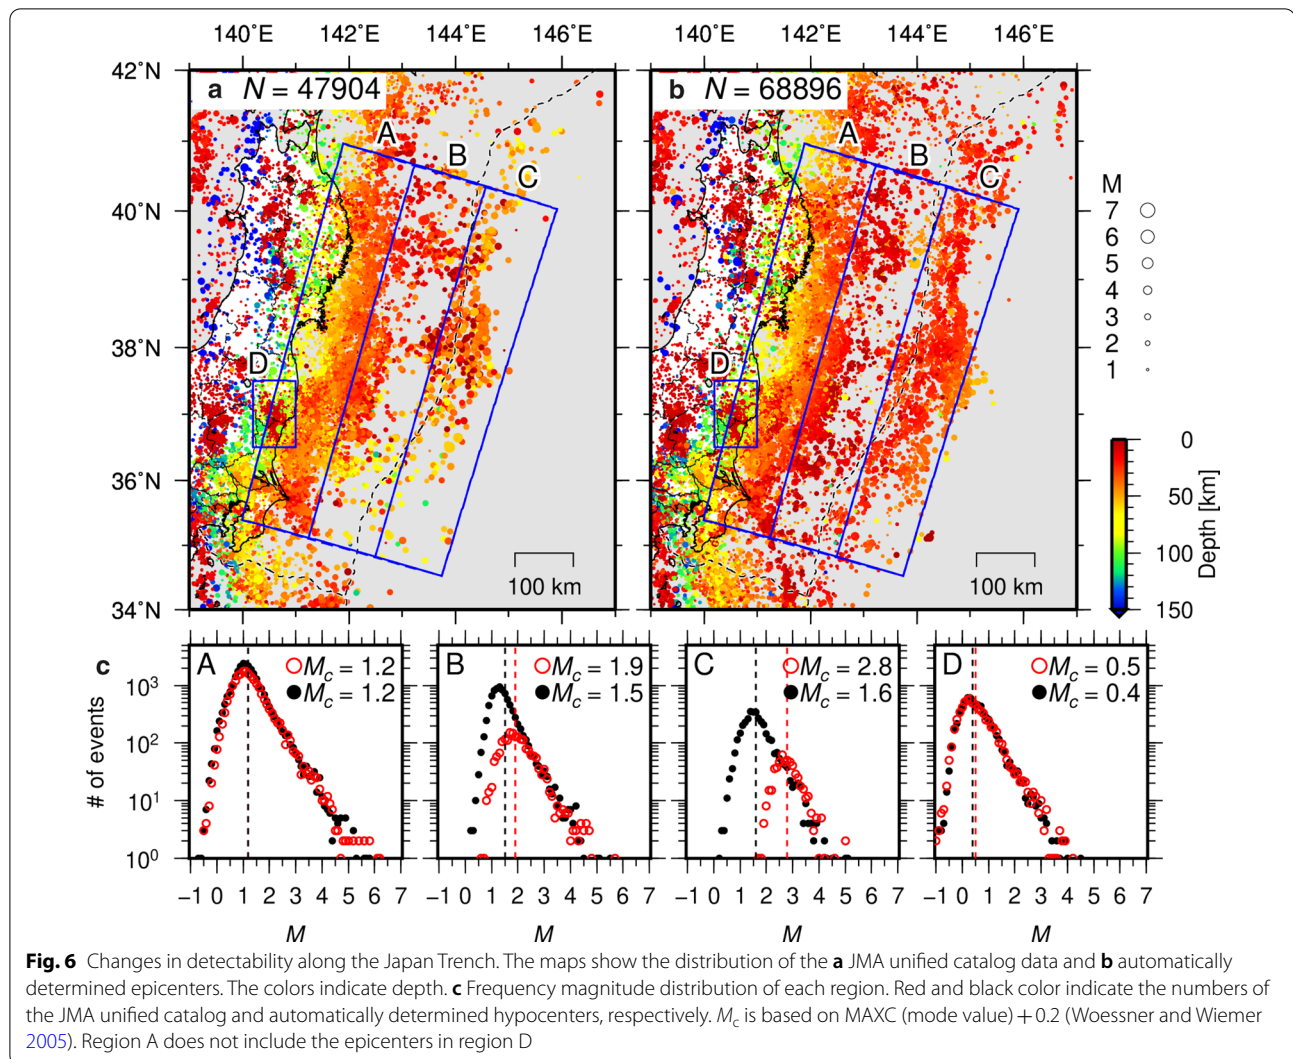 140˚E 142˚E 144˚E 146˚E 140˚E 142˚E 144˚E 146˚E
42˚N
40˚N
38˚N
36˚N
34˚N
a N = 47904
A
B
C
D
100 km
b N = 68896
A
B
C
D
100 km
M
7
6
5
4
3
2
1
0
50
100
150
Depth [km]
c
# of events
10³
10²
10¹
10⁰
A
Mc = 1.2
Mc = 1.2
−1 0 1 2 3 4 5 6 7
M
B
Mc = 1.9
Mc = 1.5
−1 0 1 2 3 4 5 6 7
M
C
Mc = 2.8
Mc = 1.6
−1 0 1 2 3 4 5 6 7
M
D
Mc = 0.5
Mc = 0.4
−1 0 1 2 3 4 5 6 7
M
Fig. 6 Changes in detectability along the Japan Trench. The maps show the distribution of the a JMA unified catalog data and b automatically
determined epicenters. The colors indicate depth. c Frequency magnitude distribution of each region. Red and black color indicate the numbers of
the JMA unified catalog and automatically determined hypocenters, respectively. Mc is based on MAXC (mode value) + 0.2 (Woessner and Wiemer
2005). Region A does not include the epicenters in region D